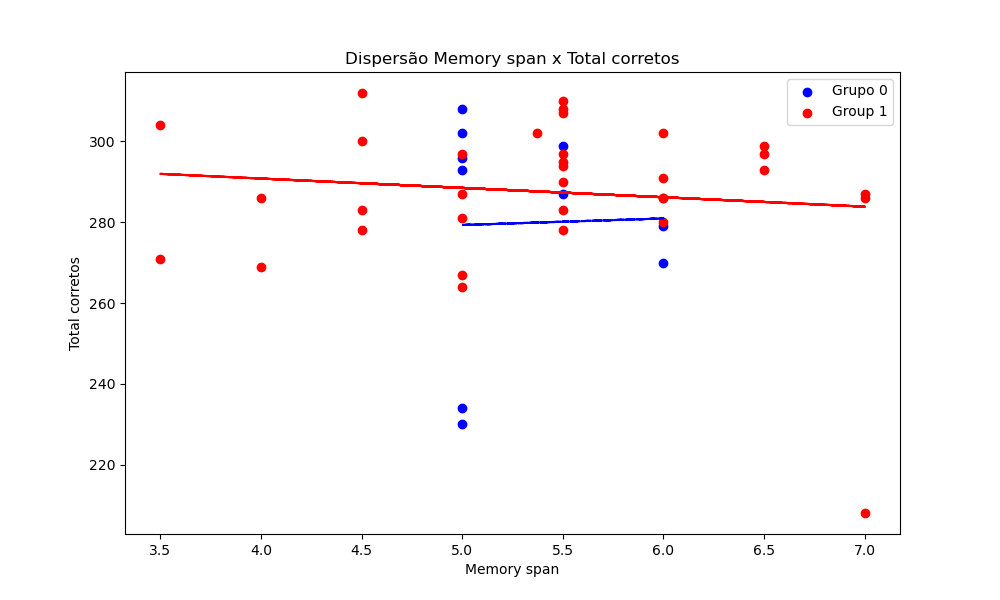 Dispersão Memory span x Total corretos
Grupo 0
Group 1
Total corretos
300
280
260
240
220
3.5 4.0 4.5 5.0 5.5 6.0 6.5 7.0
Memory span